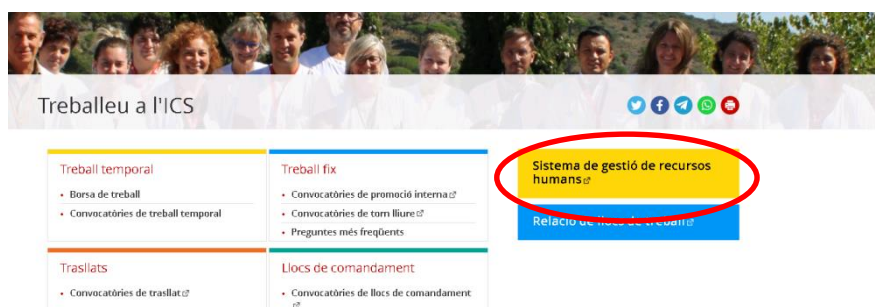 Treballeu a l'ICS
Treball temporal
Borsa de treball
Convocatòries de treball temporal
Treball fix
Convocatòries de promoció interna
Convocatòries de torn lliure
Preguntes més freqüents
Sistema de gestió de recursos
humans
Relació de llocs de treball
Trasllats
Convocatòries de trasllat
Llocs de comandament
Convocatòries de llocs de comandament